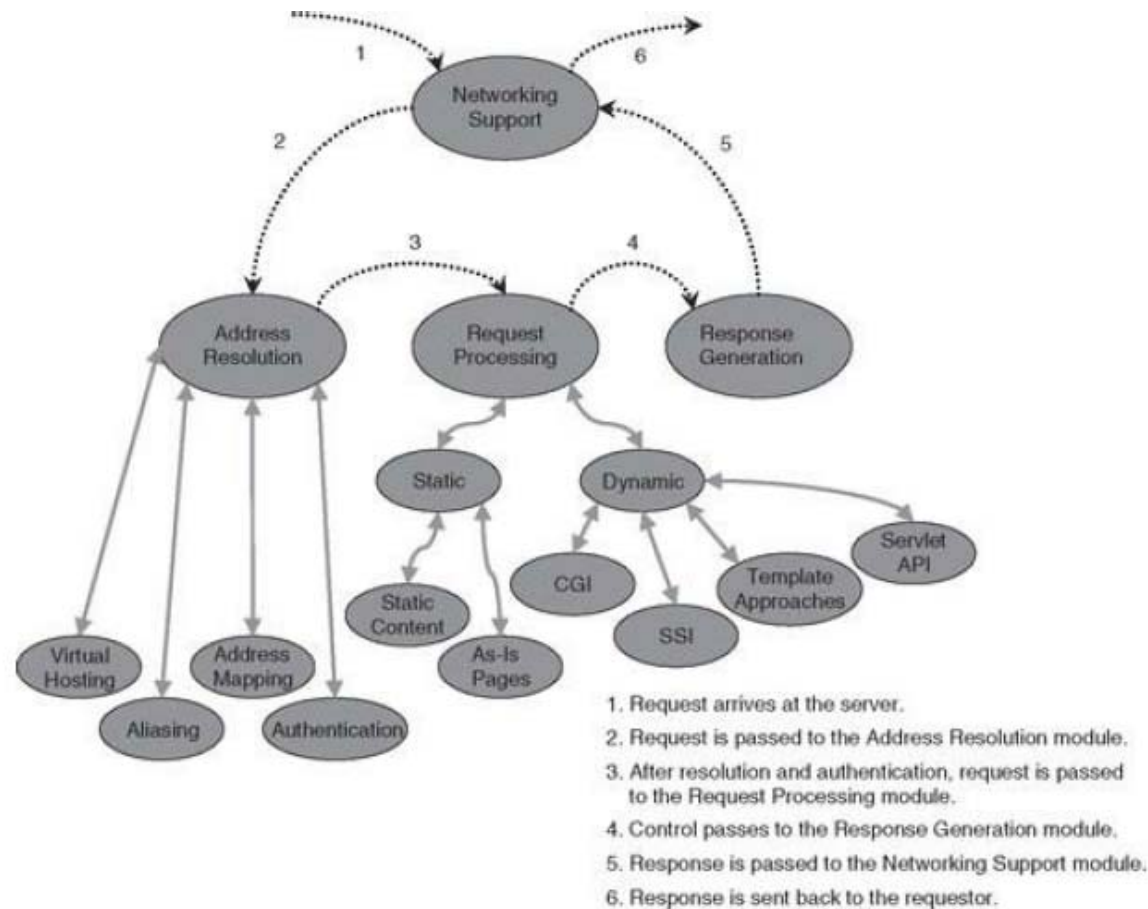 1
6
Networking
Support
2
5
3
4
Address
Resolution
Request
Processing
Response
Generation
Static
Dynamic
Servlet
API
CGI
Template
Approaches
Static
Content
SSI
Virtual
Hosting
Address
Mapping
As-Is
Pages
Aliasing
Authentication
1. Request arrives at the server.
2. Request is passed to the Address Resolution module.
3. After resolution and authentication, request is passed
to the Request Processing module.
4. Control passes to the Response Generation module.
5. Response is passed to the Networking Support module.
6. Response is sent back to the requestor.